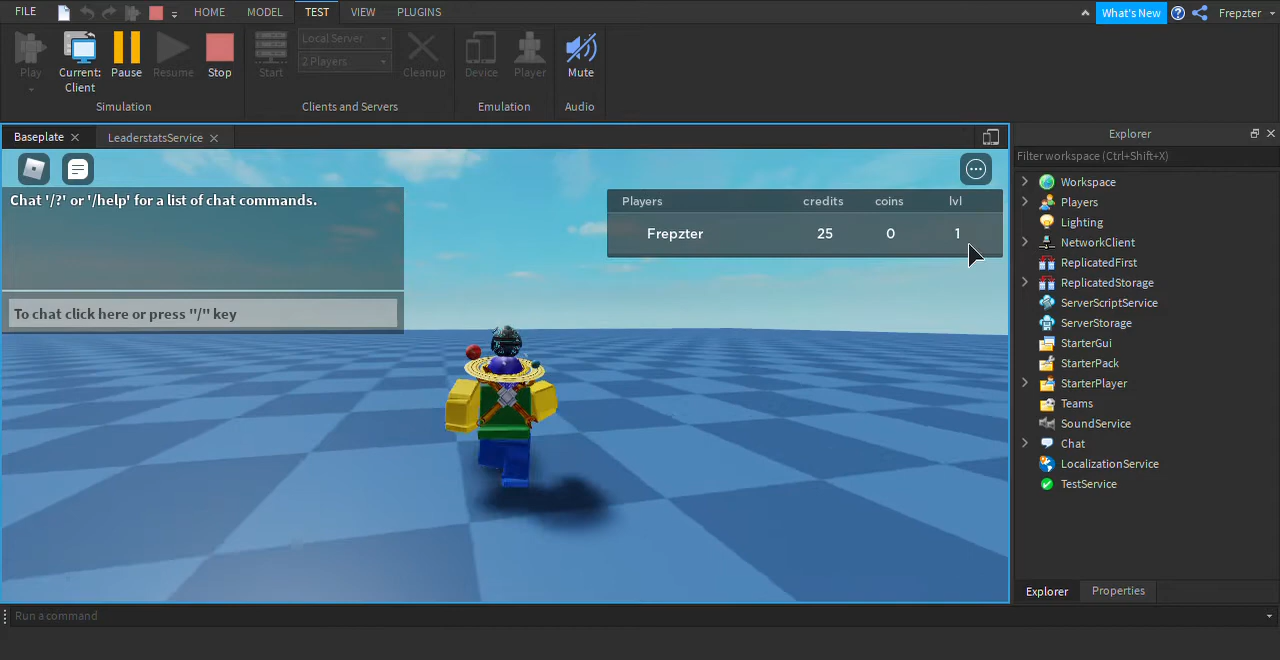 FILE HOME MODEL TEST VIEW PLUGINS What's New Frepzter
Play Current: Client Pause Resume Stop Start Local Server 2 Players Cleanup Device Player Mute
Simulation Clients and Servers Emulation Audio
Baseplate LeaderstatsService
Chat '/?' or '/help' for a list of chat commands.
To chat click here or press "/" key
Players credits coins lvl
Frepzter 25 0 1
Explorer
Filter workspace (Ctrl+Shift+X)
Workspace
Players
Lighting
NetworkClient
ReplicatedFirst
ReplicatedStorage
ServerScriptService
ServerStorage
StarterGui
StarterPack
StarterPlayer
Teams
SoundService
Chat
LocalizationService
TestService
Explorer Properties
Run a command